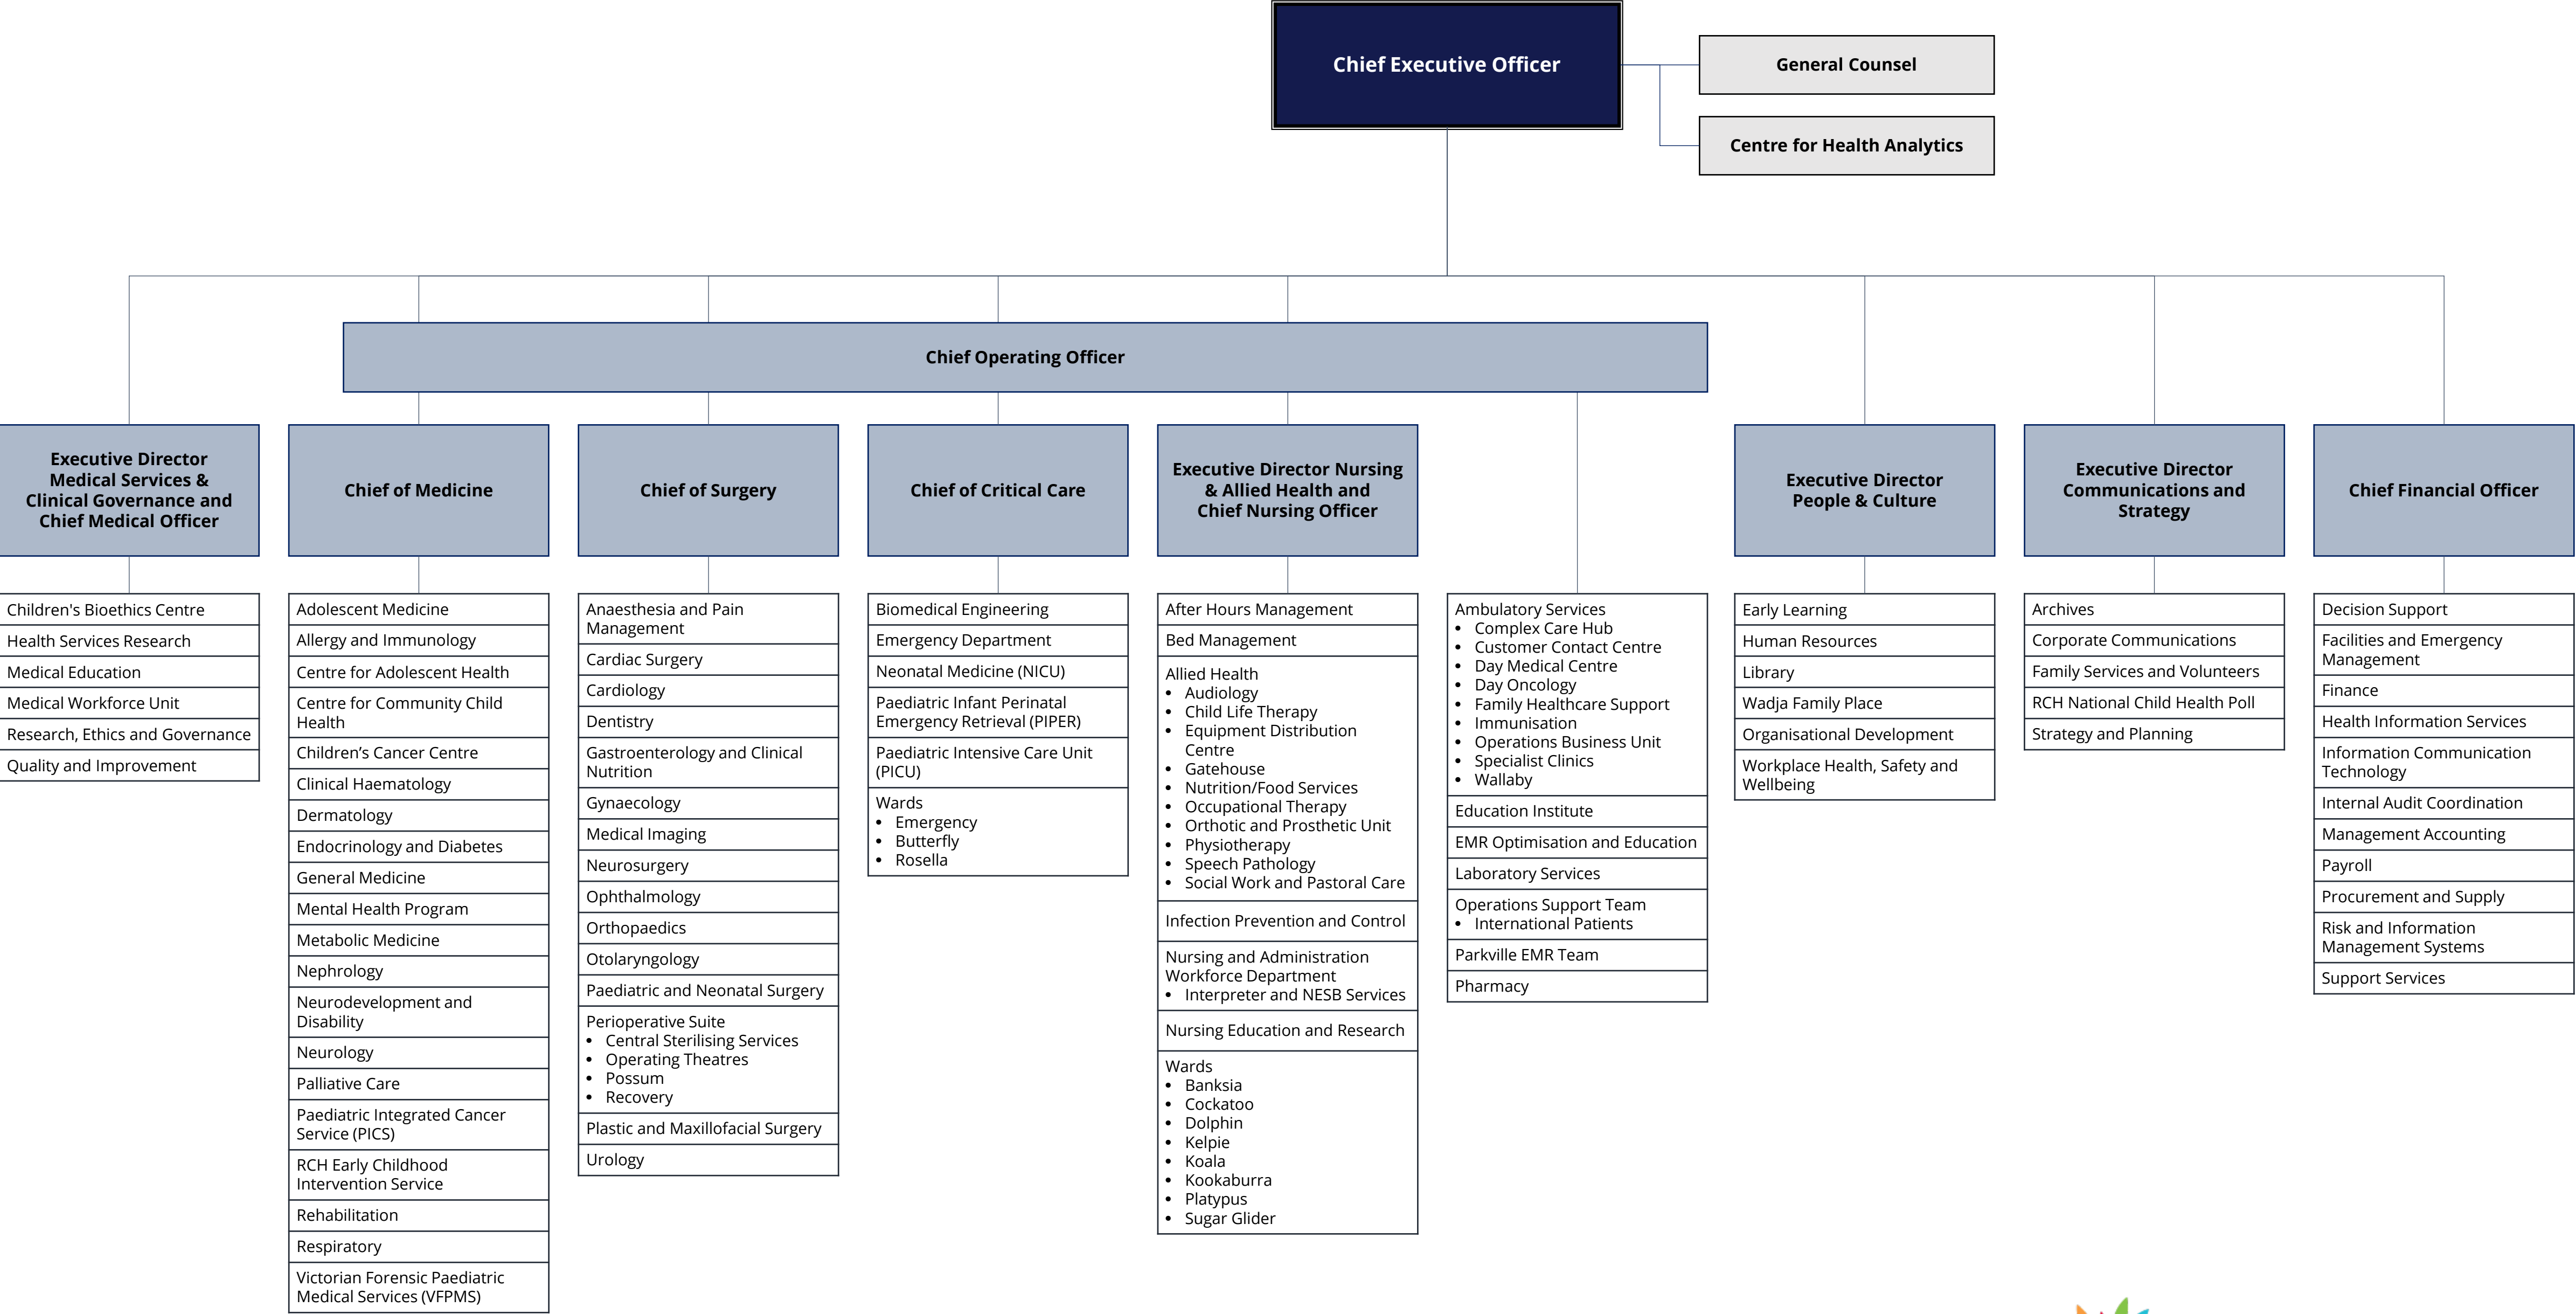 Chief Executive Officer
General Counsel
Centre for Health Analytics
Chief Operating Officer
Executive Director
Medical Services &
Clinical Governance and
Chief Medical Officer
Chief of Medicine
Chief of Surgery
Chief of Critical Care
Executive Director Nursing
& Allied Health and
Chief Nursing Officer
Executive Director
People & Culture
Executive Director
Communications and
Strategy
Chief Financial Officer
Children's Bioethics Centre
Health Services Research
Medical Education
Medical Workforce Unit
Research, Ethics and Governance
Quality and Improvement
Adolescent Medicine
Allergy and Immunology
Centre for Adolescent Health
Centre for Community Child
Health
Children’s Cancer Centre
Clinical Haematology
Dermatology
Endocrinology and Diabetes
General Medicine
Mental Health Program
Metabolic Medicine
Nephrology
Neurodevelopment and
Disability
Neurology
Palliative Care
Paediatric Integrated Cancer
Service (PICS)
RCH Early Childhood
Intervention Service
Rehabilitation
Respiratory
Victorian Forensic Paediatric
Medical Services (VFPMS)
Anaesthesia and Pain
Management
Cardiac Surgery
Cardiology
Dentistry
Gastroenterology and Clinical
Nutrition
Gynaecology
Medical Imaging
Neurosurgery
Ophthalmology
Orthopaedics
Otolaryngology
Paediatric and Neonatal Surgery
Perioperative Suite
• Central Sterilising Services
• Operating Theatres
• Possum
• Recovery
Plastic and Maxillofacial Surgery
Urology
Biomedical Engineering
Emergency Department
Neonatal Medicine (NICU)
Paediatric Infant Perinatal
Emergency Retrieval (PIPER)
Paediatric Intensive Care Unit
(PICU)
Wards
• Emergency
• Butterfly
• Rosella
After Hours Management
Bed Management
Allied Health
• Audiology
• Child Life Therapy
• Equipment Distribution
Centre
• Gatehouse
• Nutrition/Food Services
• Occupational Therapy
• Orthotic and Prosthetic Unit
• Physiotherapy
• Speech Pathology
• Social Work and Pastoral Care
Infection Prevention and Control
Nursing and Administration
Workforce Department
• Interpreter and NESB Services
Nursing Education and Research
Wards
• Banksia
• Cockatoo
• Dolphin
• Kelpie
• Koala
• Kookaburra
• Platypus
• Sugar Glider
Ambulatory Services
• Complex Care Hub
• Customer Contact Centre
• Day Medical Centre
• Day Oncology
• Family Healthcare Support
• Immunisation
• Operations Business Unit
• Specialist Clinics
• Wallaby
Education Institute
EMR Optimisation and Education
Laboratory Services
Operations Support Team
• International Patients
Parkville EMR Team
Pharmacy
Early Learning
Human Resources
Library
Wadja Family Place
Organisational Development
Workplace Health, Safety and
Wellbeing
Archives
Corporate Communications
Family Services and Volunteers
RCH National Child Health Poll
Strategy and Planning
Decision Support
Facilities and Emergency
Management
Finance
Health Information Services
Information Communication
Technology
Internal Audit Coordination
Management Accounting
Payroll
Procurement and Supply
Risk and Information
Management Systems
Support Services